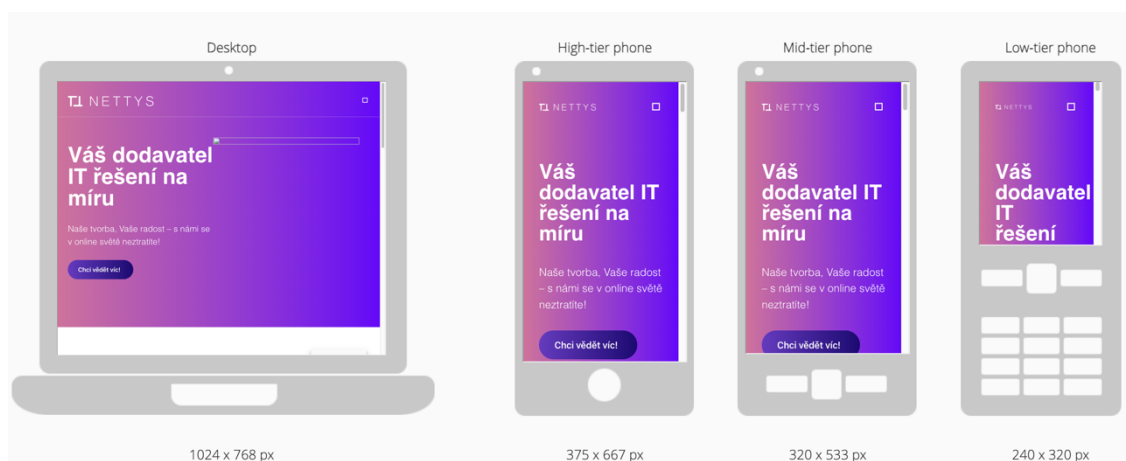 Desktop
High-tier phone
Mid-tier phone
Low-tier phone
NETTYS
Váš dodavatel
IT řešení na
míru
Naše tvorba, Vaše radost – s námi se
v online světě neztratíte!
Chci vědět víc!
NETTYS
Váš
dodavatel IT
řešení na
míru
Naše tvorba, Vaše radost
– s námi se v online světě
neztratíte!
Chci vědět víc!
NETTYS
Váš
dodavatel IT
řešení na
míru
Naše tvorba, Vaše radost
– s námi se v online světě
neztratíte!
Chci vědět víc!
NETTYS
Váš
dodavatel
IT
řešení
1024 x 768 px
375 x 667 px
320 x 533 px
240 x 320 px